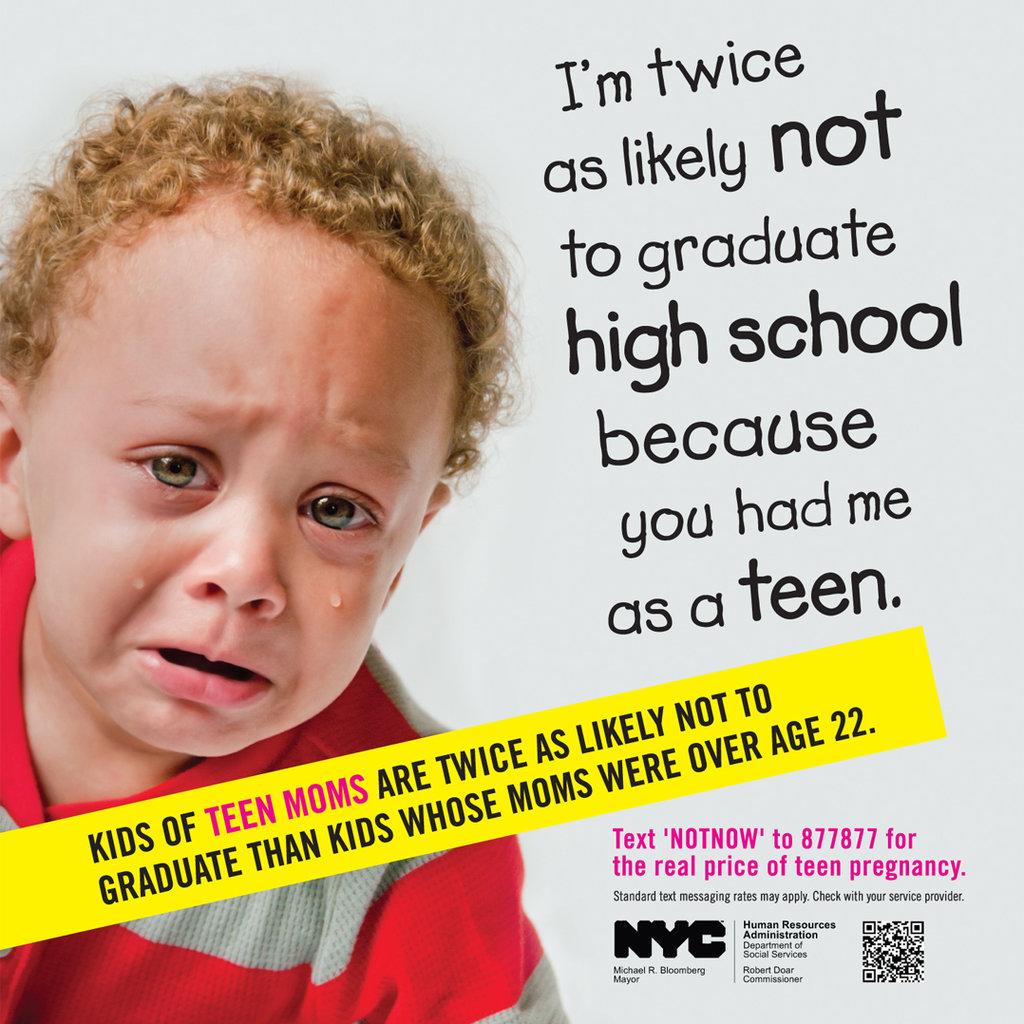 I'm twice
as likely not
to graduate
high school
because
you had me
as a teen.
KIDS OF TEEN MOMS ARE TWICE AS LIKELY NOT TO
GRADUATE THAN KIDS WHOSE MOMS WERE OVER AGE 22.
Text 'NOTNOW' to 877877 for
the real price of teen pregnancy.
Standard text messaging rates may apply. Check with your service provider.
NYC
Michael R. Bloomberg
Mayor
Human Resources
Administration
Department of
Social Services
Robert Doar
Commissioner